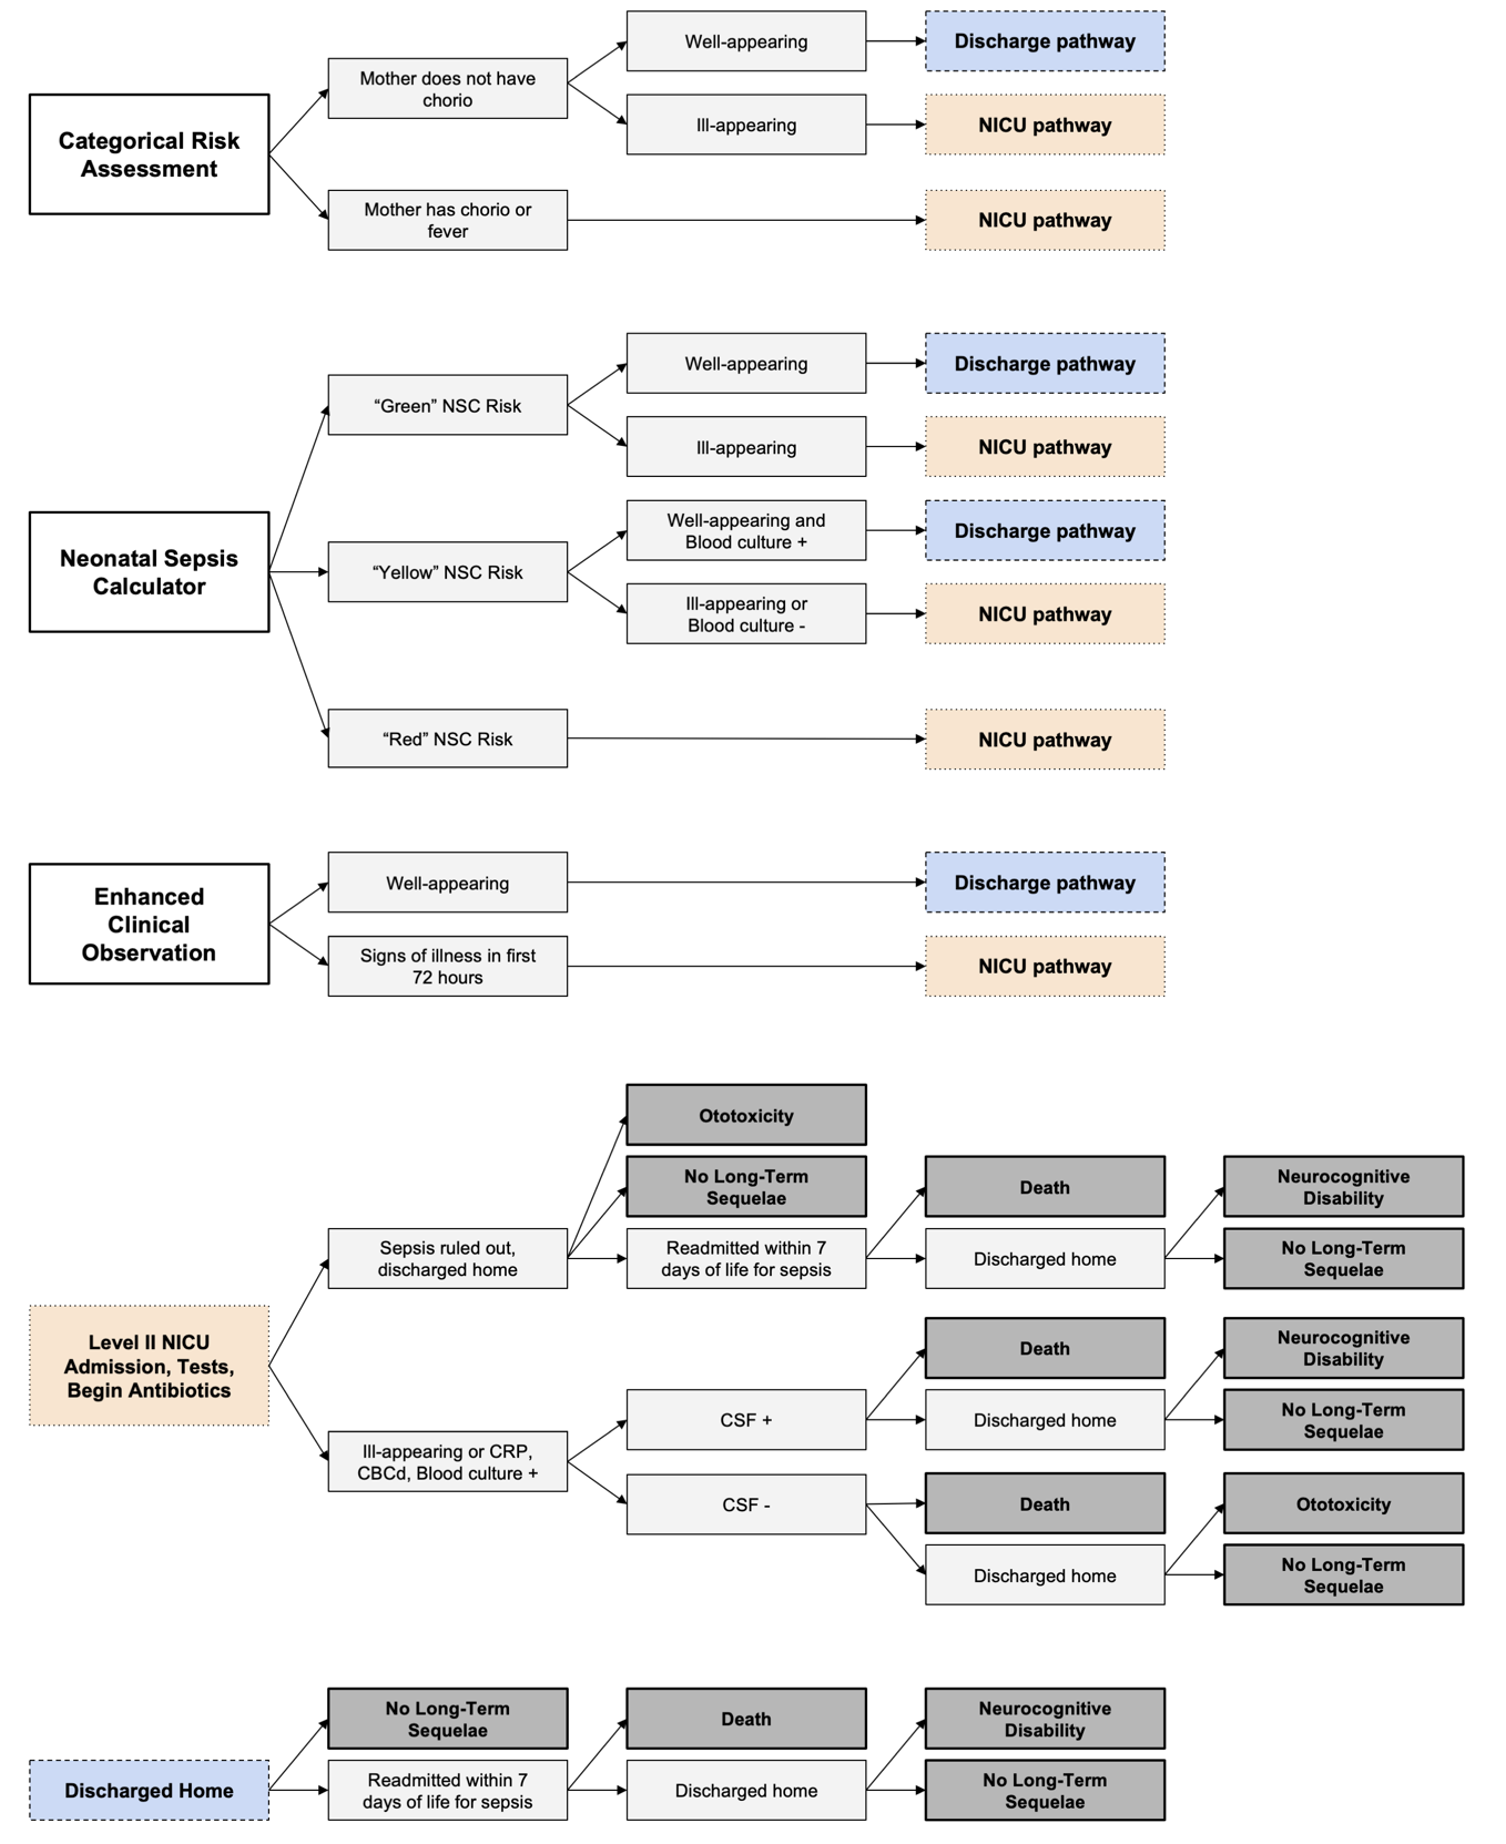 Well-appearing
Discharge pathway
Mother does not have
chorio
Ill-appearing
NICU pathway
Categorical Risk
Assessment
Mother has chorio or
fever
NICU pathway
Well-appearing
Discharge pathway
“Green” NSC Risk
Ill-appearing
NICU pathway
Well-appearing and
Blood culture +
Discharge pathway
Neonatal Sepsis
Calculator
“Yellow” NSC Risk
Ill-appearing or
Blood culture -
NICU pathway
“Red” NSC Risk
NICU pathway
Well-appearing
Discharge pathway
Enhanced
Clinical
Observation
Signs of illness in first
72 hours
NICU pathway
Ototoxicity
No Long-Term
Sequelae
Death
Neurocognitive
Disability
Sepsis ruled out,
discharged home
Readmitted within 7
days of life for sepsis
Discharged home
No Long-Term
Sequelae
Level II NICU
Admission, Tests,
Begin Antibiotics
Death
Neurocognitive
Disability
CSF +
Discharged home
No Long-Term
Sequelae
Ill-appearing or CRP,
CBCd, Blood culture +
CSF -
Death
Ototoxicity
Discharged home
No Long-Term
Sequelae
No Long-Term
Sequelae
Death
Neurocognitive
Disability
Discharged Home
Readmitted within 7
days of life for sepsis
Discharged home
No Long-Term
Sequelae